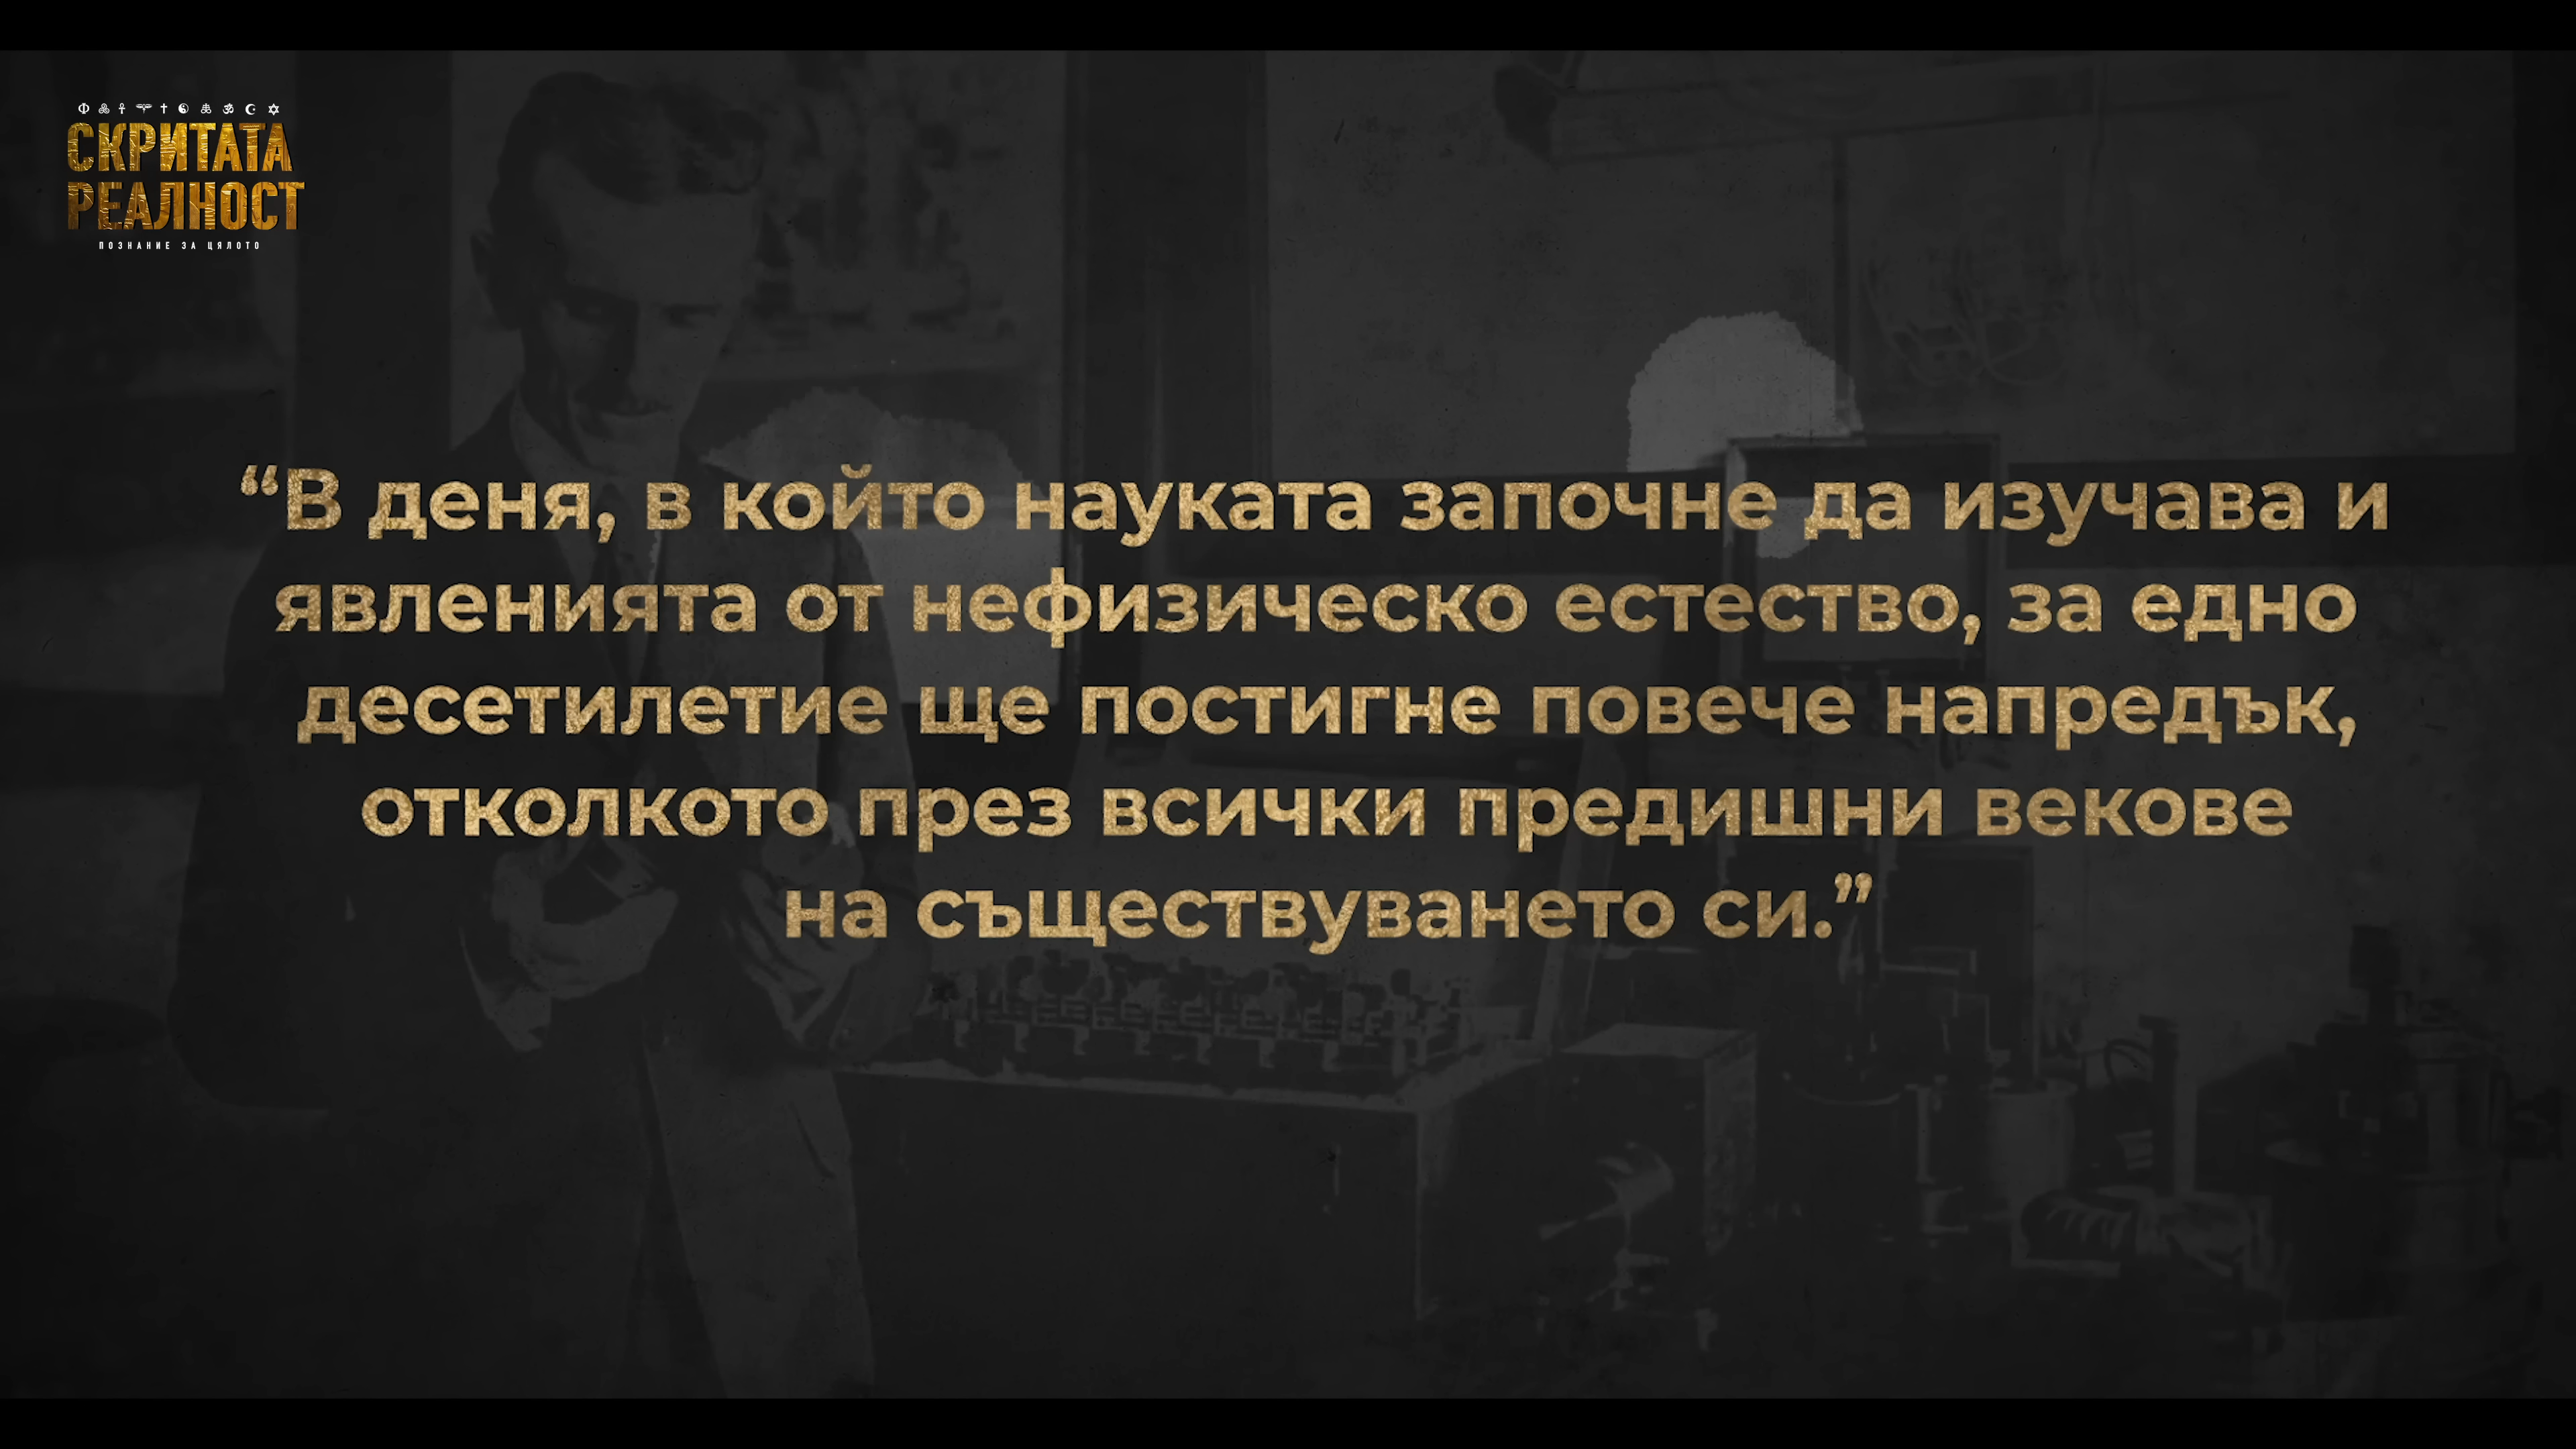 СКРИТАТА
РЕАЛНОСТ
ПОЗНАНИЕ ЗА ЦЯЛОТО
“В деня, в който науката започне да изучава и
явленията от нефизическо естество, за едно
десетилетие ще постигне повече напредък,
отколкото през всички предишни векове
на съществуването си.”